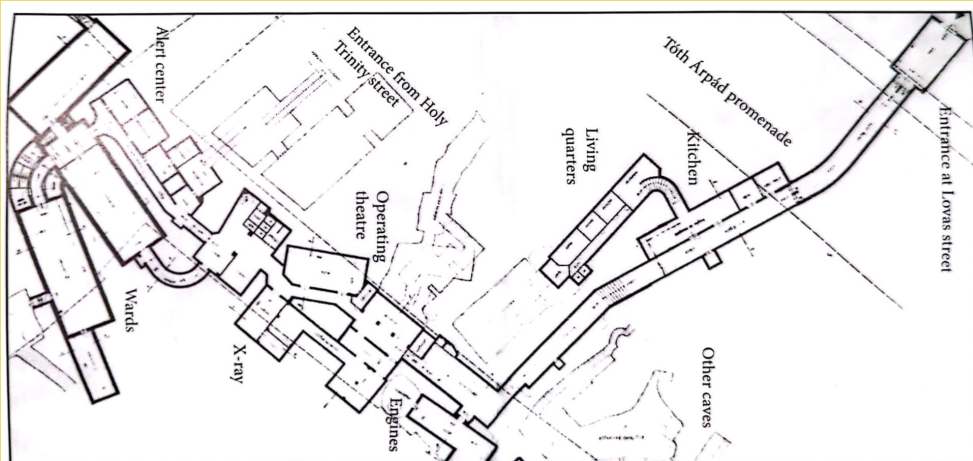 Alert center
Entrance from Holy
Trinity street
Tóth Árpád promenade
Entrance at Lovas street
Living
quarters
Kitchen
Operating
theatre
Wards
X-ray
Engines
Other caves